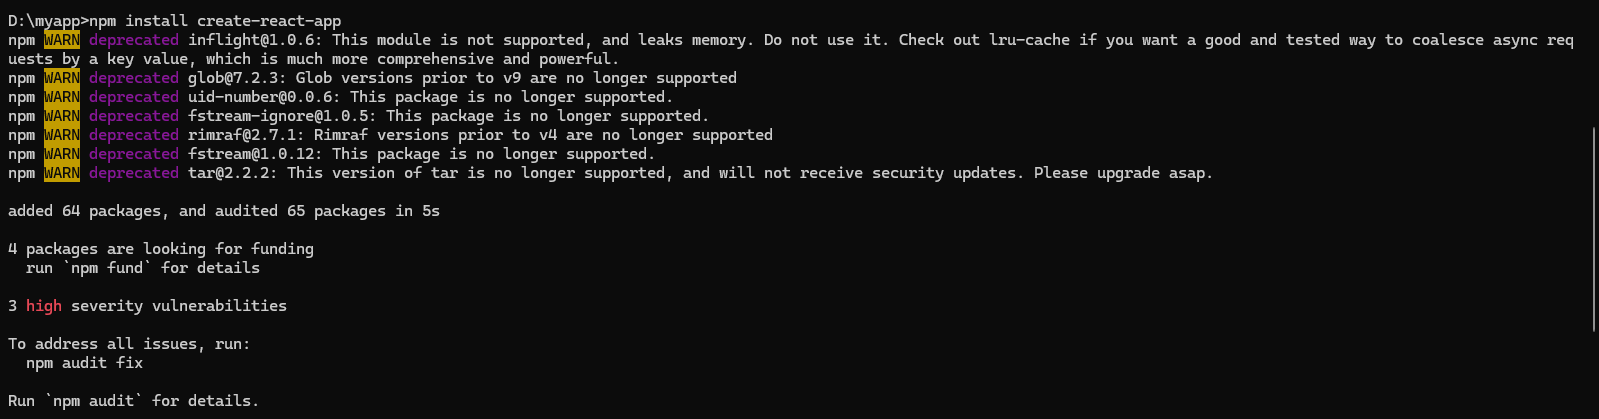 D:\myapp>npm install create-react-app
npm WARN deprecated inflight@1.0.6: This module is not supported, and leaks memory. Do not use it. Check out lru-cache if you want a good and tested way to coalesce async req
uests by a key value, which is much more comprehensive and powerful.
npm WARN deprecated glob@7.2.3: Glob versions prior to v9 are no longer supported
npm WARN deprecated uid-number@0.0.6: This package is no longer supported.
npm WARN deprecated fstream-ignore@1.0.5: This package is no longer supported.
npm WARN deprecated rimraf@2.7.1: Rimraf versions prior to v4 are no longer supported
npm WARN deprecated fstream@1.0.12: This package is no longer supported.
npm WARN deprecated tar@2.2.2: This version of tar is no longer supported, and will not receive security updates. Please upgrade asap.
added 64 packages, and audited 65 packages in 5s
4 packages are looking for funding
run `npm fund` for details
3 high severity vulnerabilities
To address all issues, run:
npm audit fix
Run `npm audit` for details.